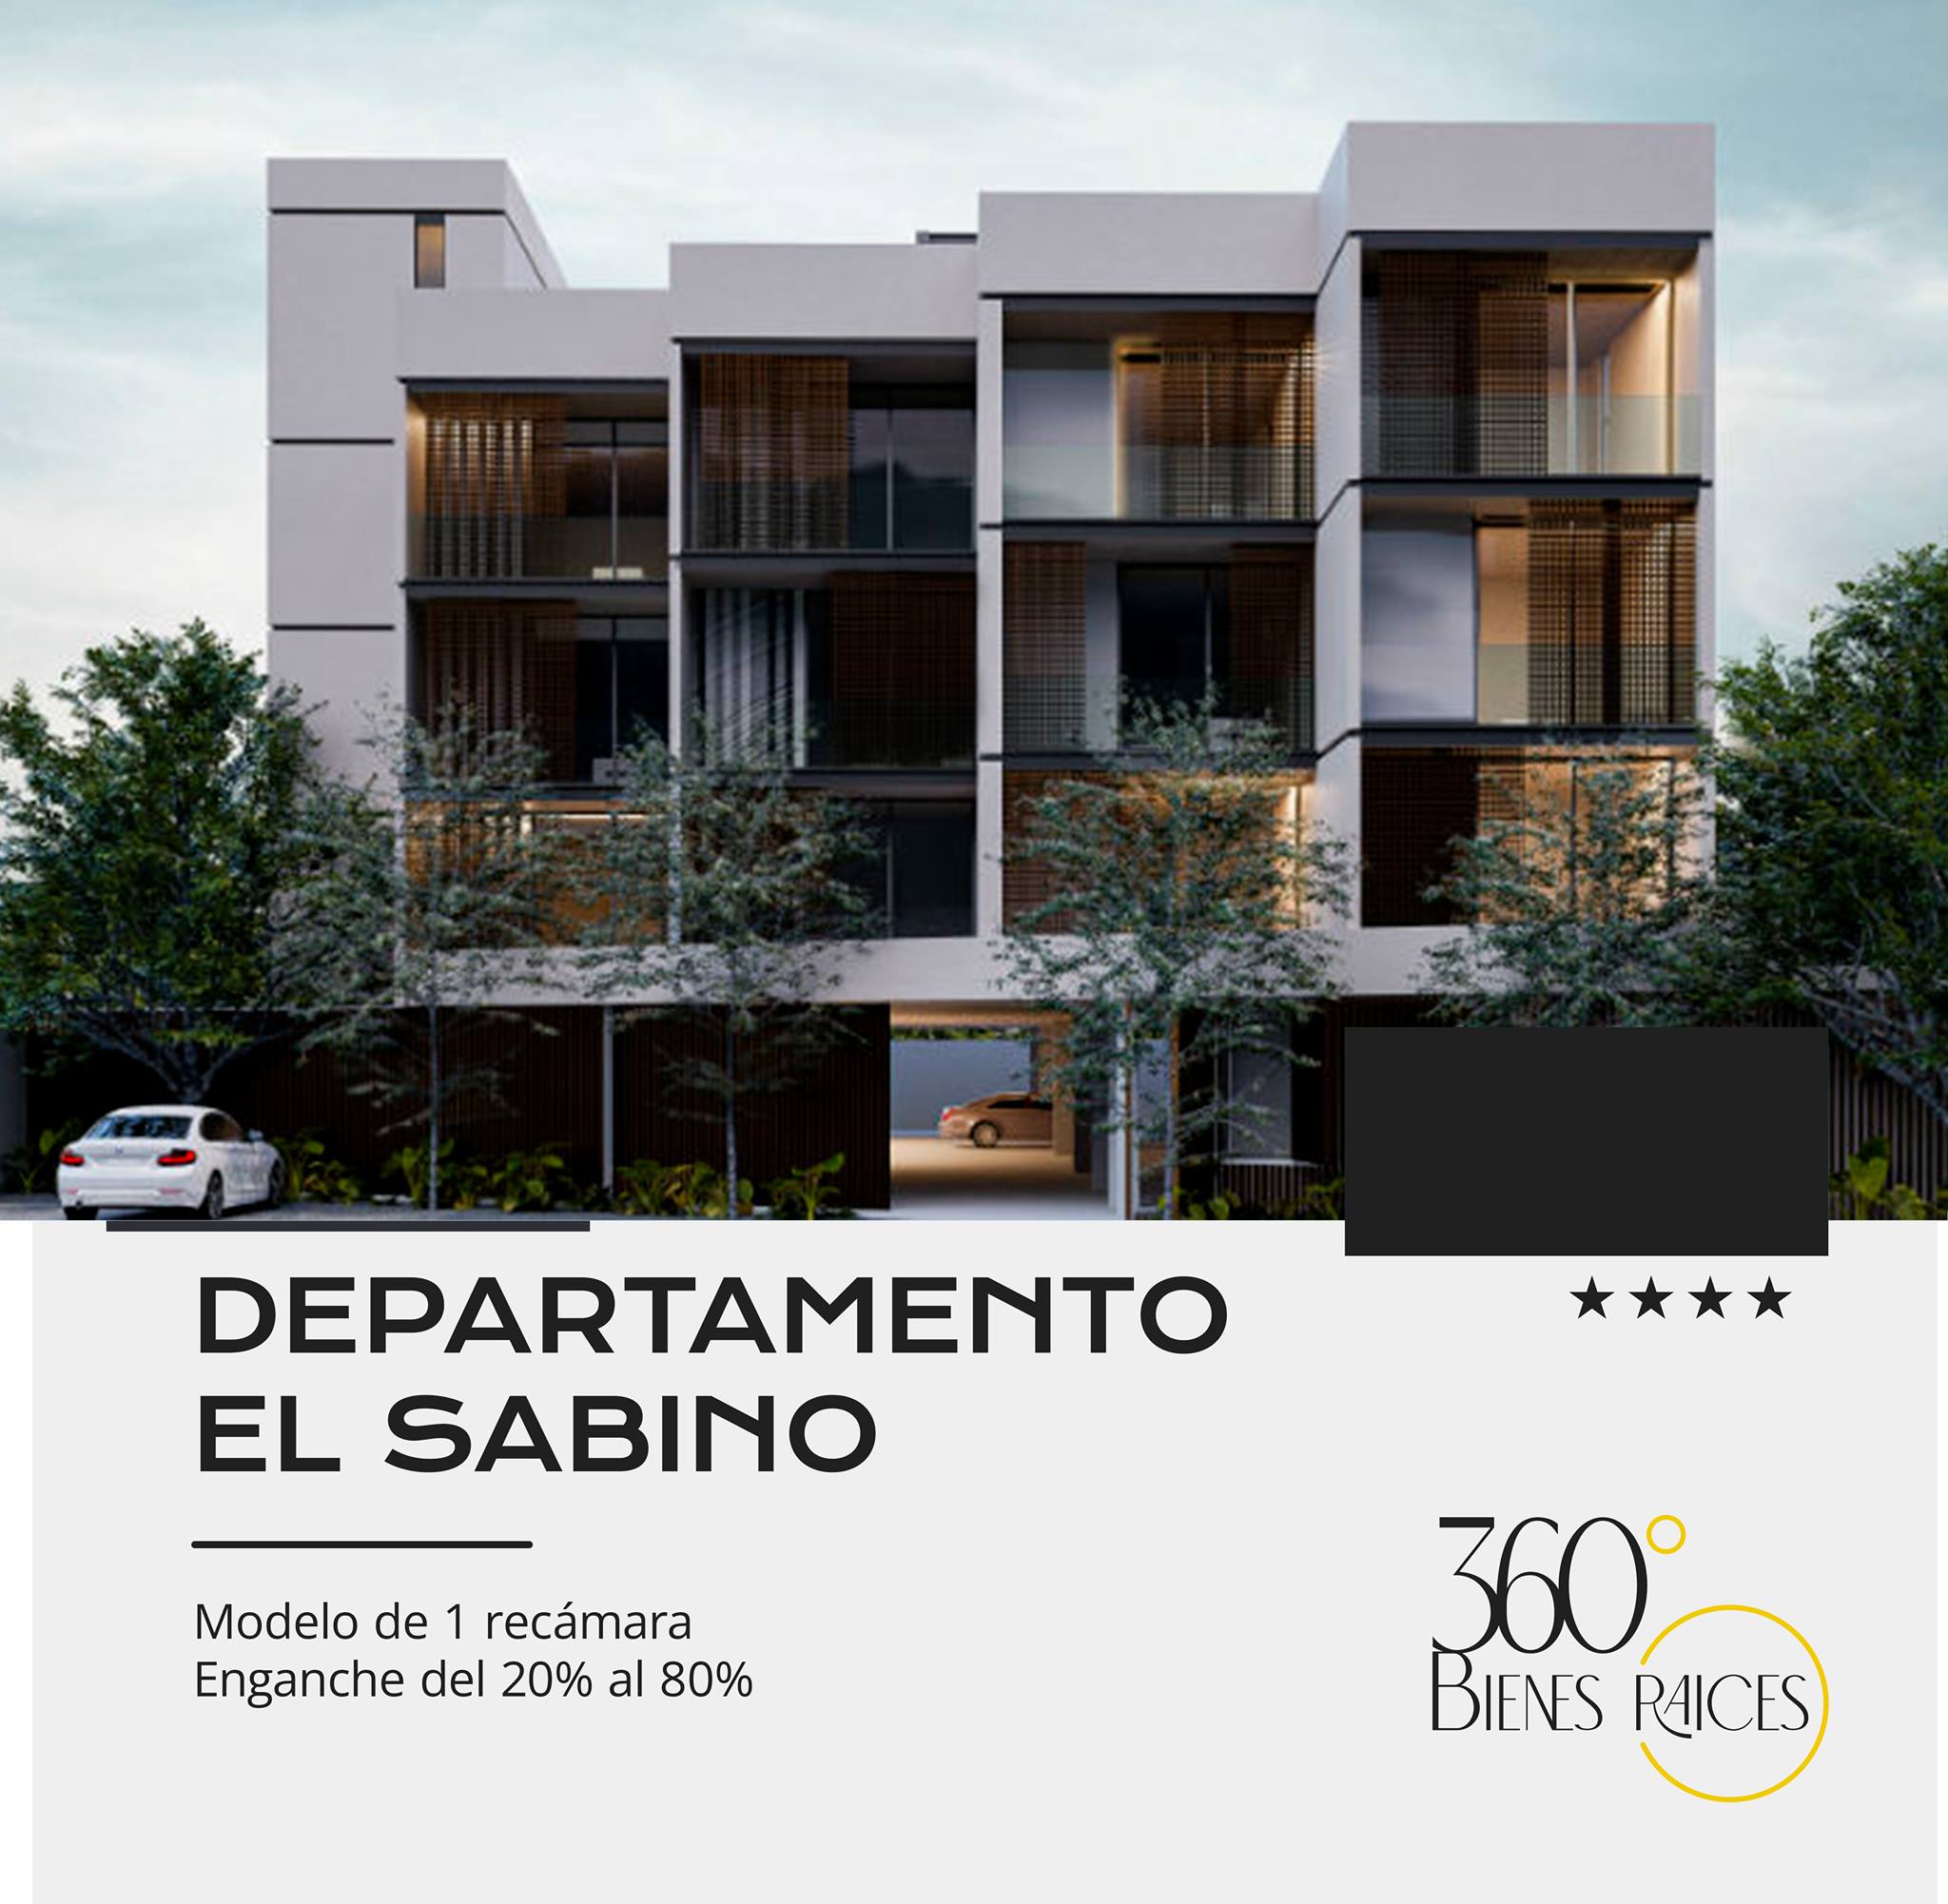 DEPARTAMENTO
EL SABINO
Modelo de 1 recámara
Enganche del 20% al 80%
360°
BIENES RAICES